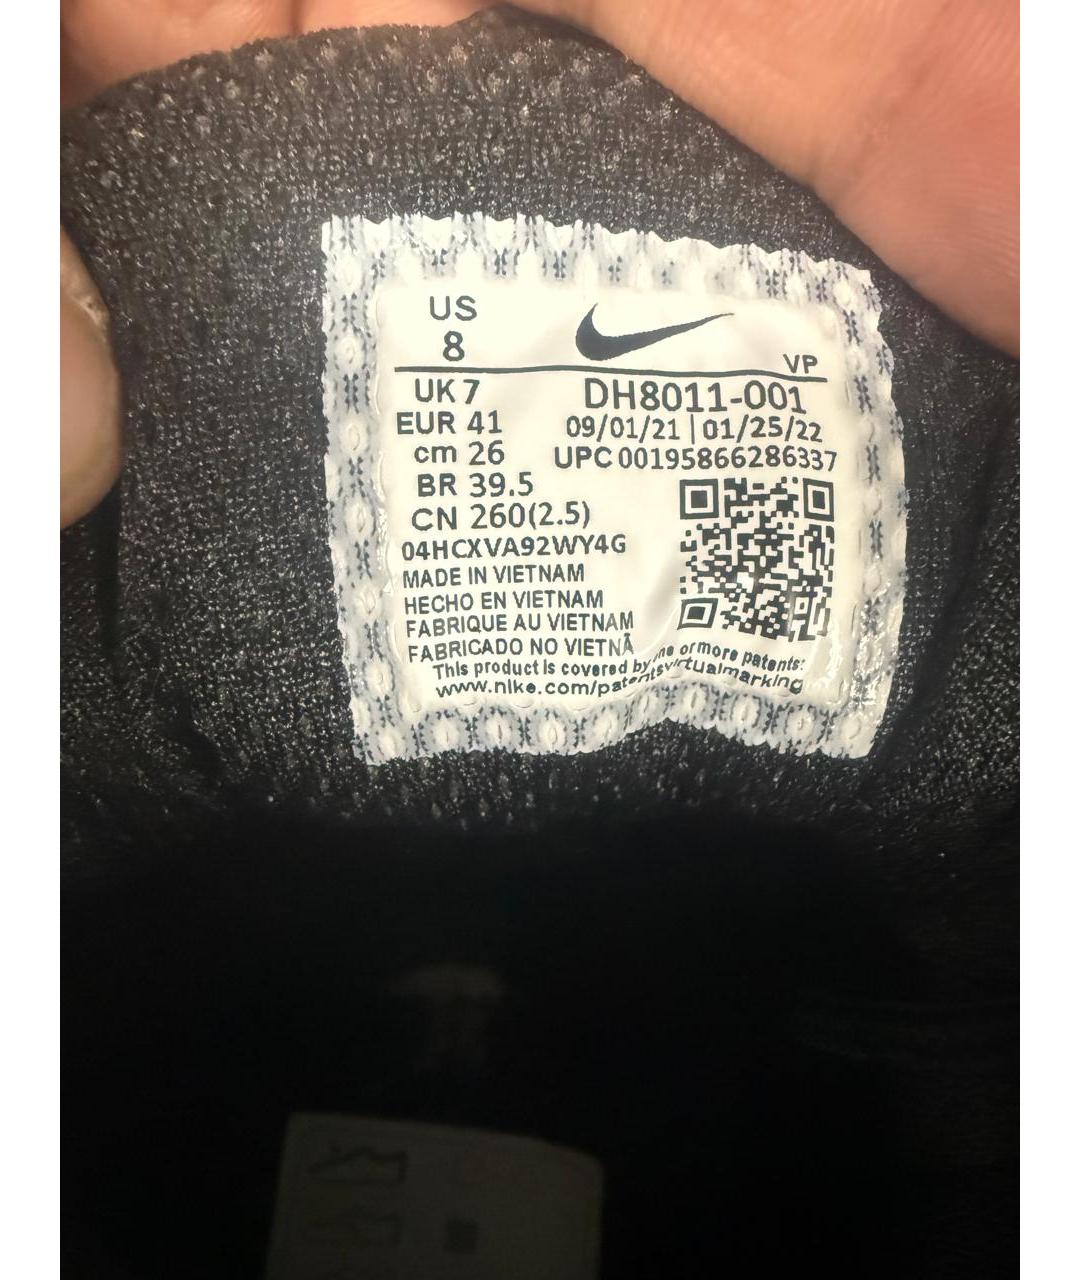 US
8
VP
UK 7 DH8011-001
EUR 41 09/01/21 | 01/25/22
cm 26 UPC 00195866286337
BR 39.5
CN 260(2.5)
04HCXVA92WY4G
MADE IN VIETNAM
HECHO EN VIETNAM
FABRIQUE AU VIETNAM
FABRICADO NO VIETNÃ
This product is covered by one or more patents:
www.nike.com/patentsvirtualmarking